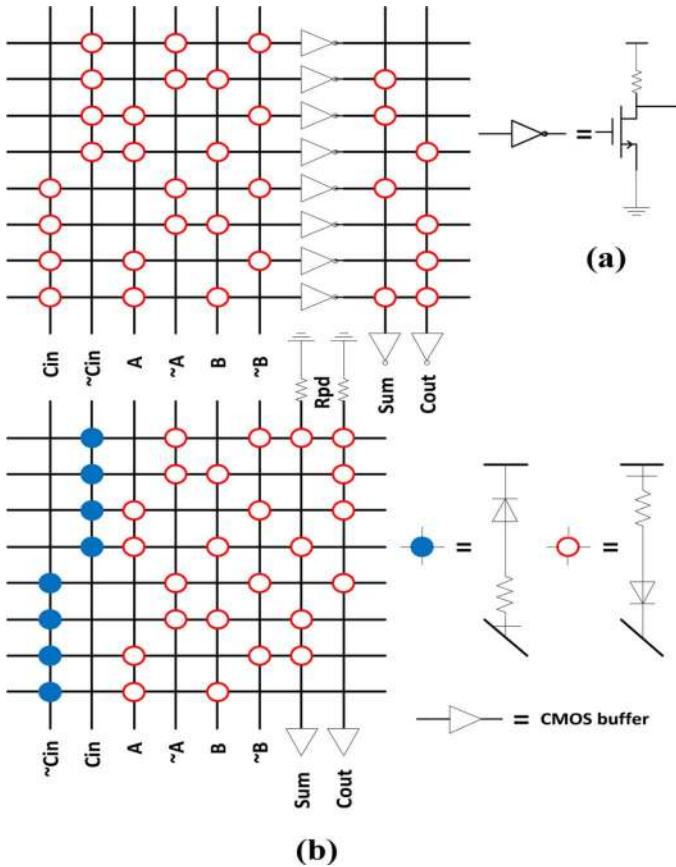 =
(a)
Cin
~Cin
A
~A
B
~B
Rpd
Sum
Cout
=
=
= CMOS buffer
~Cin
Cin
A
~A
B
~B
Sum
Cout
(b)